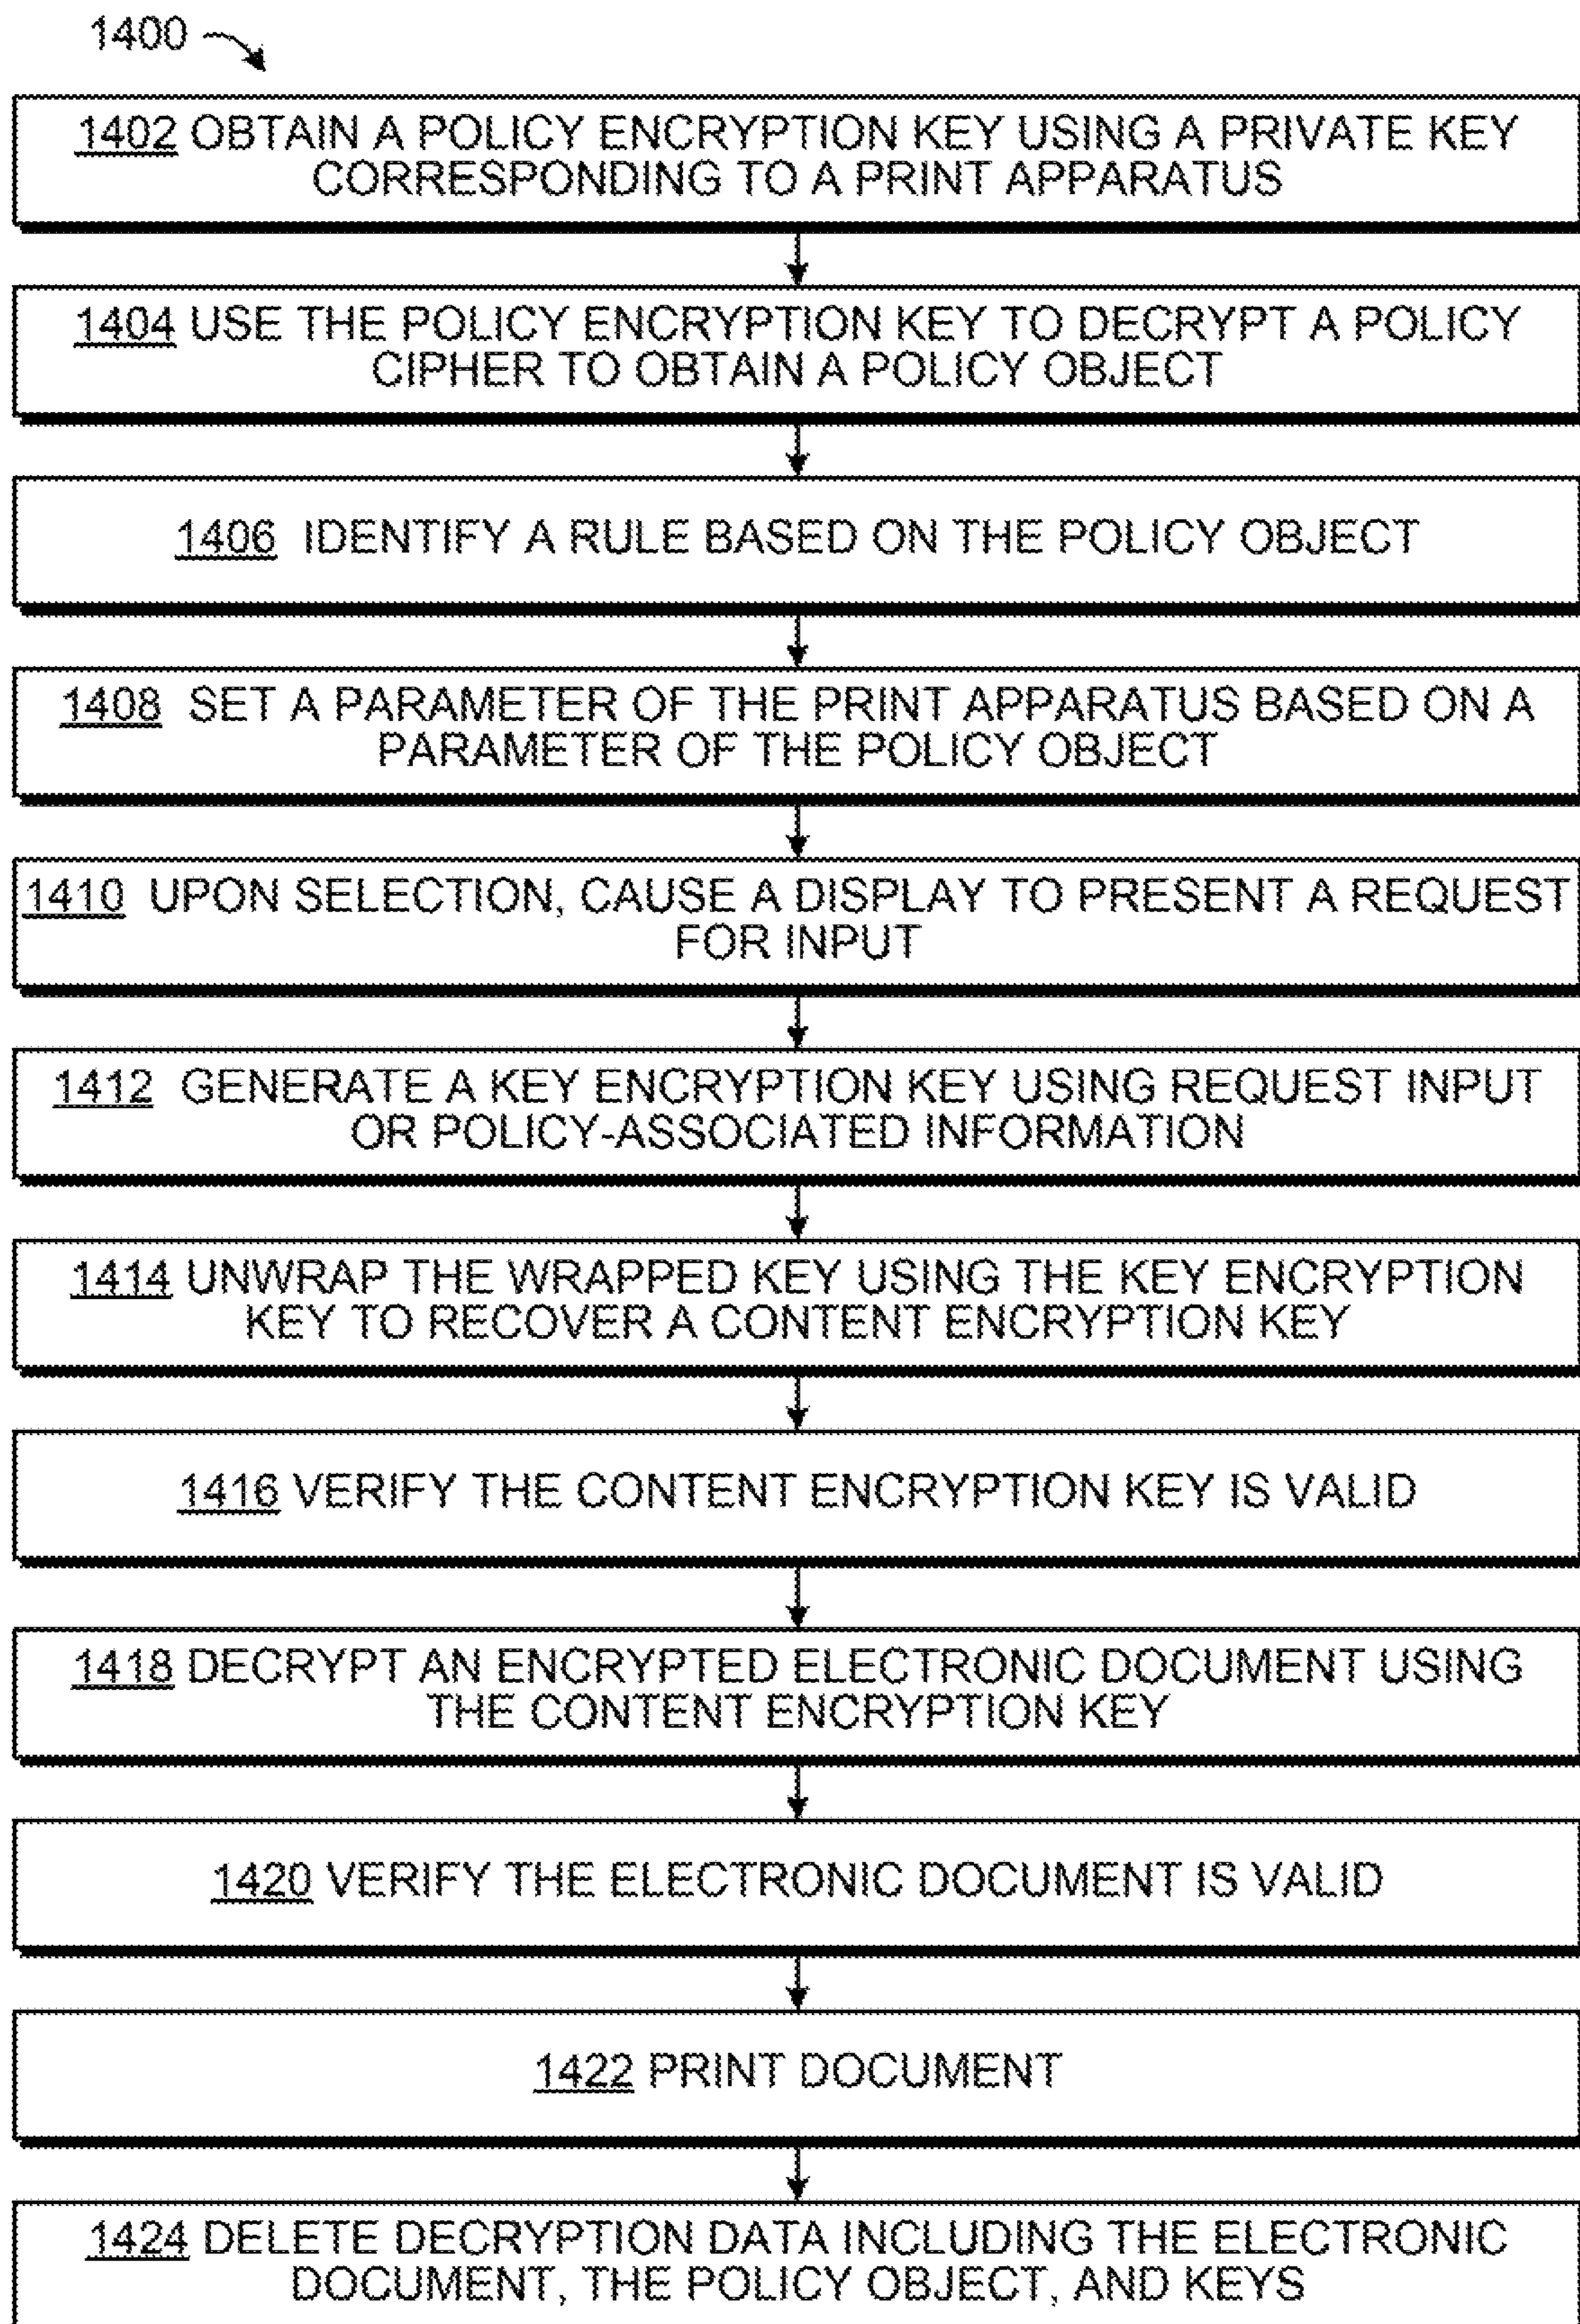 1400
1402 OBTAIN A POLICY ENCRYPTION KEY USING A PRIVATE KEY
CORRESPONDING TO A PRINT APPARATUS
1404 USE THE POLICY ENCRYPTION KEY TO DECRYPT A POLICY
CIPHER TO OBTAIN A POLICY OBJECT
1406 IDENTIFY A RULE BASED ON THE POLICY OBJECT
1408 SET A PARAMETER OF THE PRINT APPARATUS BASED ON A
PARAMETER OF THE POLICY OBJECT
1410 UPON SELECTION, CAUSE A DISPLAY TO PRESENT A REQUEST
FOR INPUT
1412 GENERATE A KEY ENCRYPTION KEY USING REQUEST INPUT
OR POLICY-ASSOCIATED INFORMATION
1414 UNWRAP THE WRAPPED KEY USING THE KEY ENCRYPTION
KEY TO RECOVER A CONTENT ENCRYPTION KEY
1416 VERIFY THE CONTENT ENCRYPTION KEY IS VALID
1418 DECRYPT AN ENCRYPTED ELECTRONIC DOCUMENT USING
THE CONTENT ENCRYPTION KEY
1420 VERIFY THE ELECTRONIC DOCUMENT IS VALID
1422 PRINT DOCUMENT
1424 DELETE DECRYPTION DATA INCLUDING THE ELECTRONIC
DOCUMENT, THE POLICY OBJECT, AND KEYS